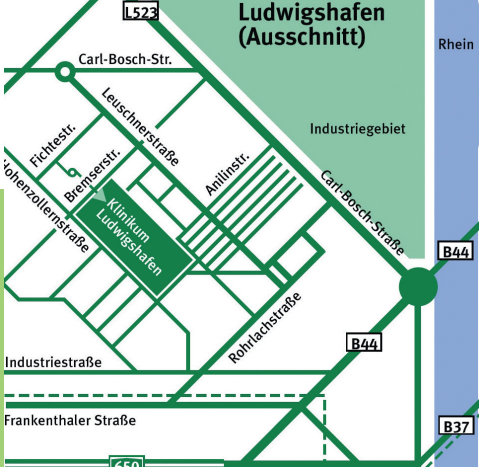 L523
Ludwigshafen
(Ausschnitt)
Rhein
Carl-Bosch-Str.
Leuschnerstraße
Industriegebiet
Fichtestr.
Bremserstr.
Anilinstr.
Hohenzollernstraße
Carl-Bosch-Straße
Klinikum
Ludwigshafen
B44
Rohrlachstraße
B44
Industriestraße
Frankenthaler Straße
B37
650